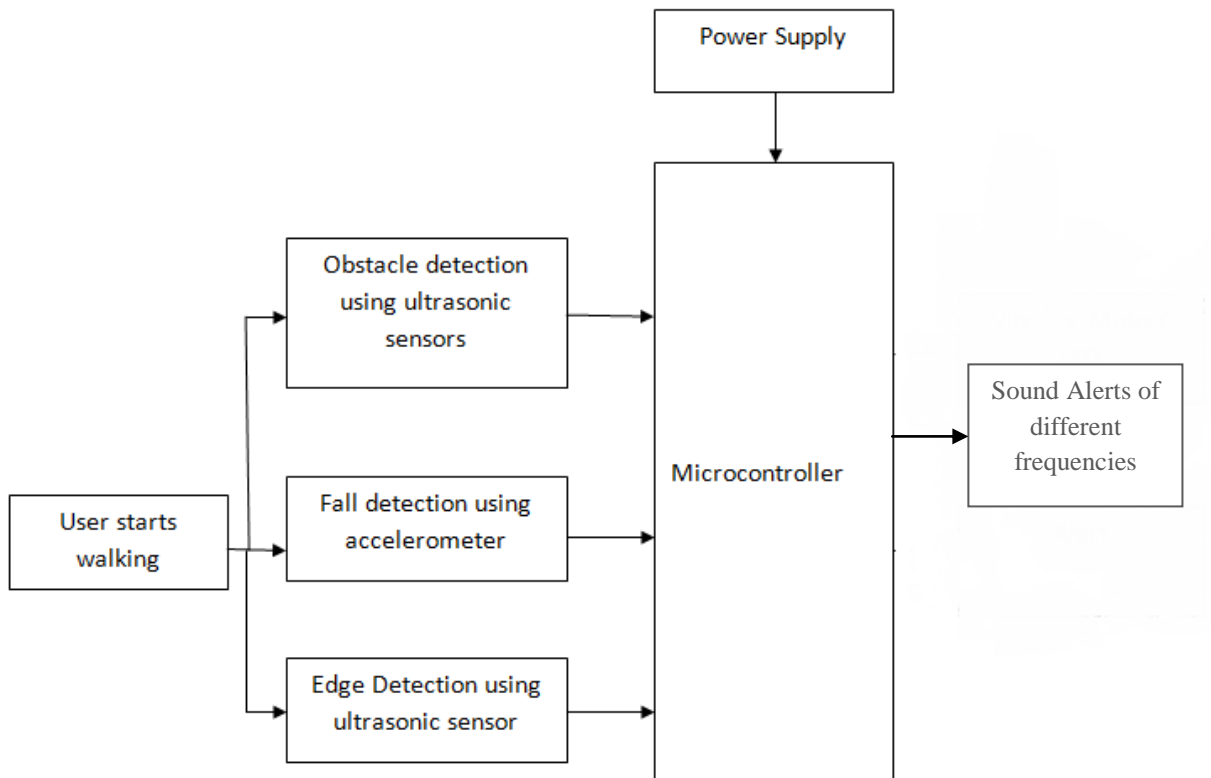 Power Supply
Obstacle detection
using ultrasonic
sensors
Sound Alerts of
different
frequencies
Microcontroller
Fall detection using
accelerometer
User starts
walking
Edge Detection using
ultrasonic sensor